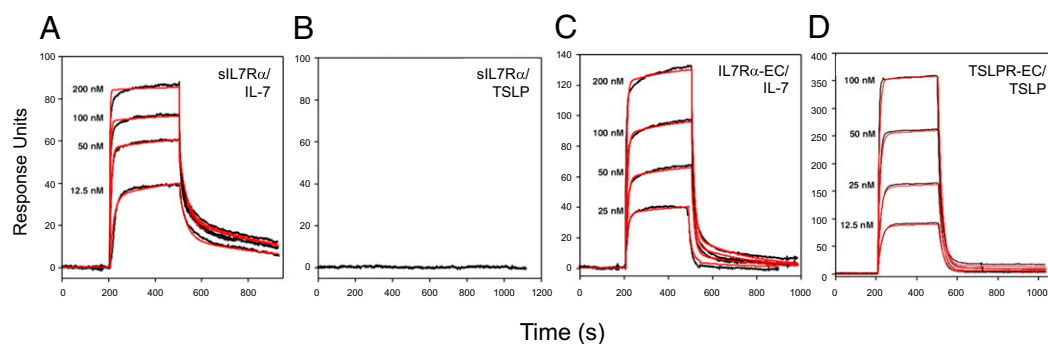 A
100
80
60
40
20
0
0 200 400 600 800
200 nM
100 nM
50 nM
12.5 nM
sIL7Rα/
IL-7
B
100
80
60
40
20
0
0 200 400 600 800 1000 1200
sIL7Rα/
TSLP
C
140
120
100
80
60
40
20
0
0 200 400 600 800 1000
200 nM
100 nM
50 nM
25 nM
IL7Rα-EC/
IL-7
D
400
350
300
250
200
150
100
50
0
0 200 400 600 800 1000
100 nM
50 nM
25 nM
12.5 nM
TSLPR-EC/
TSLP
Response Units
Time (s)